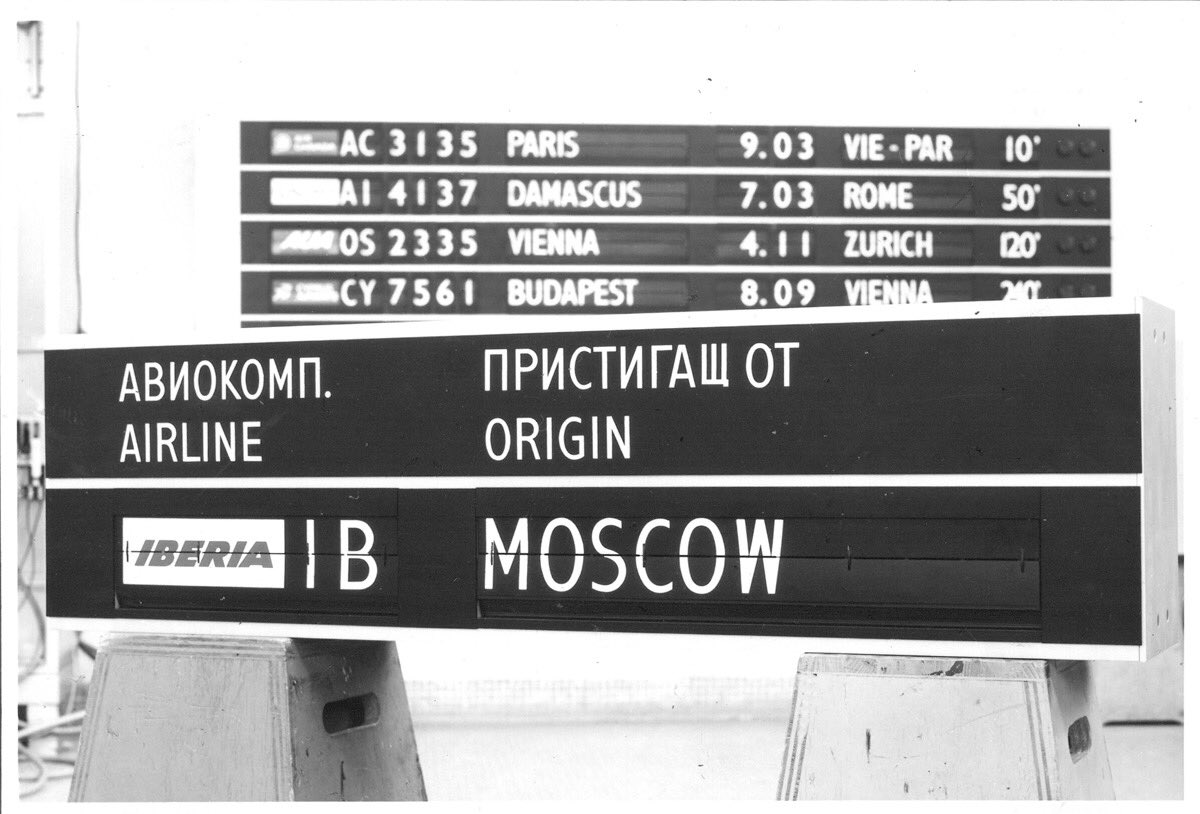 AC 3135 PARIS 9.03 VIE-PAR 10'
AI 4137 DAMASCUS 7.03 ROME 50'
OS 2335 VIENNA 4.11 ZURICH 120'
CY 7561 BUDAPEST 8.09 VIENNA 240'
АВИОКОМП. ПРИСТИГАЩ ОТ
AIRLINE ORIGIN
IBERIA IB MOSCOW